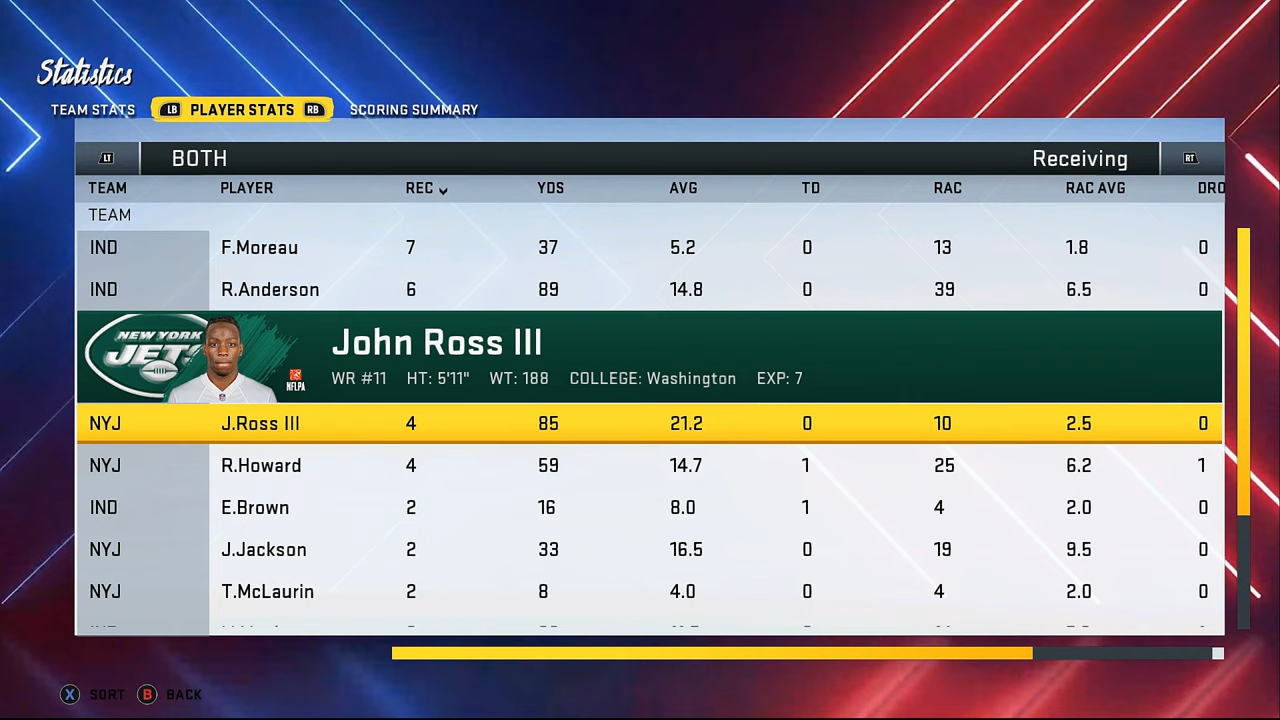 Statistics
TEAM STATS LB PLAYER STATS RB SCORING SUMMARY
LT BOTH Receiving RT
TEAM PLAYER REC YDS AVG TD RAC RAC AVG DRO
TEAM
IND F.Moreau 7 37 5.2 0 13 1.8 0
IND R.Anderson 6 89 14.8 0 39 6.5 0
NEW YORK
JETS
NFLPA
John Ross III
WR #11 HT: 5'11" WT: 188 COLLEGE: Washington EXP: 7
NYJ J.Ross III 4 85 21.2 0 10 2.5 0
NYJ R.Howard 4 59 14.7 1 25 6.2 1
IND E.Brown 2 16 8.0 1 4 2.0 0
NYJ J.Jackson 2 33 16.5 0 19 9.5 0
NYJ T.McLaurin 2 8 4.0 0 4 2.0 0
X SORT B BACK